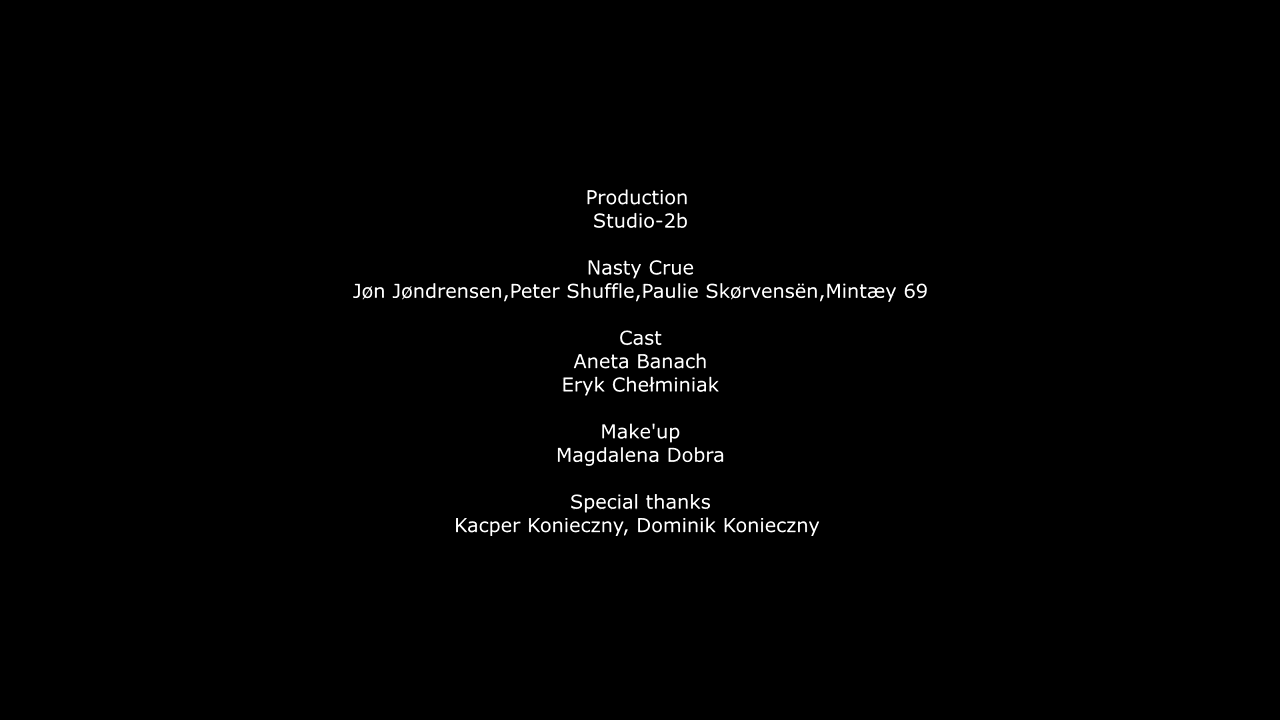 Production
Studio-2b
Nasty Crue
Jøn Jøndrensen,Peter Shuffle,Paulie Skørvensën,Mintæy 69
Cast
Aneta Banach
Eryk Chełminiak
Make'up
Magdalena Dobra
Special thanks
Kacper Konieczny, Dominik Konieczny